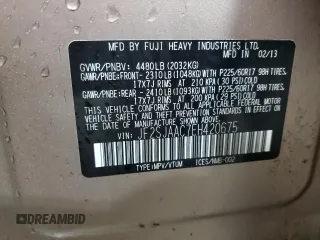 MFD. BY FUJI HEAVY INDUSTRIES LTD.
M.I.JAPAN 02/13
GVWR/PNBV: 4480LB (2032KG)
GAWR/PNBE:FRONT- 2310LB (1048KG)WITH P225/60R17 98H TIRES,
17X7J RIMS, AT 210 KPA (30 PSI)COLD
GAWR/PNBE:REAR - 2410LB (1093KG)WITH P225/60R17 98H TIRES,
17X7J RIMS, AT 200 KPA (29 PSI)COLD
THIS VEHICLE CONFORMS TO ALL APPLICABLE
FEDERAL MOTOR VEHICLE SAFETY,
BUMPER, AND THEFT PREVENTION STANDARDS IN EFFECT
ON THE DATE OF MANUFACTURE SHOWN ABOVE.
VIN: JF2SJAAC7EH420675
TYPE:MPV/VTUM ICES/NMB-002
DREAMBID